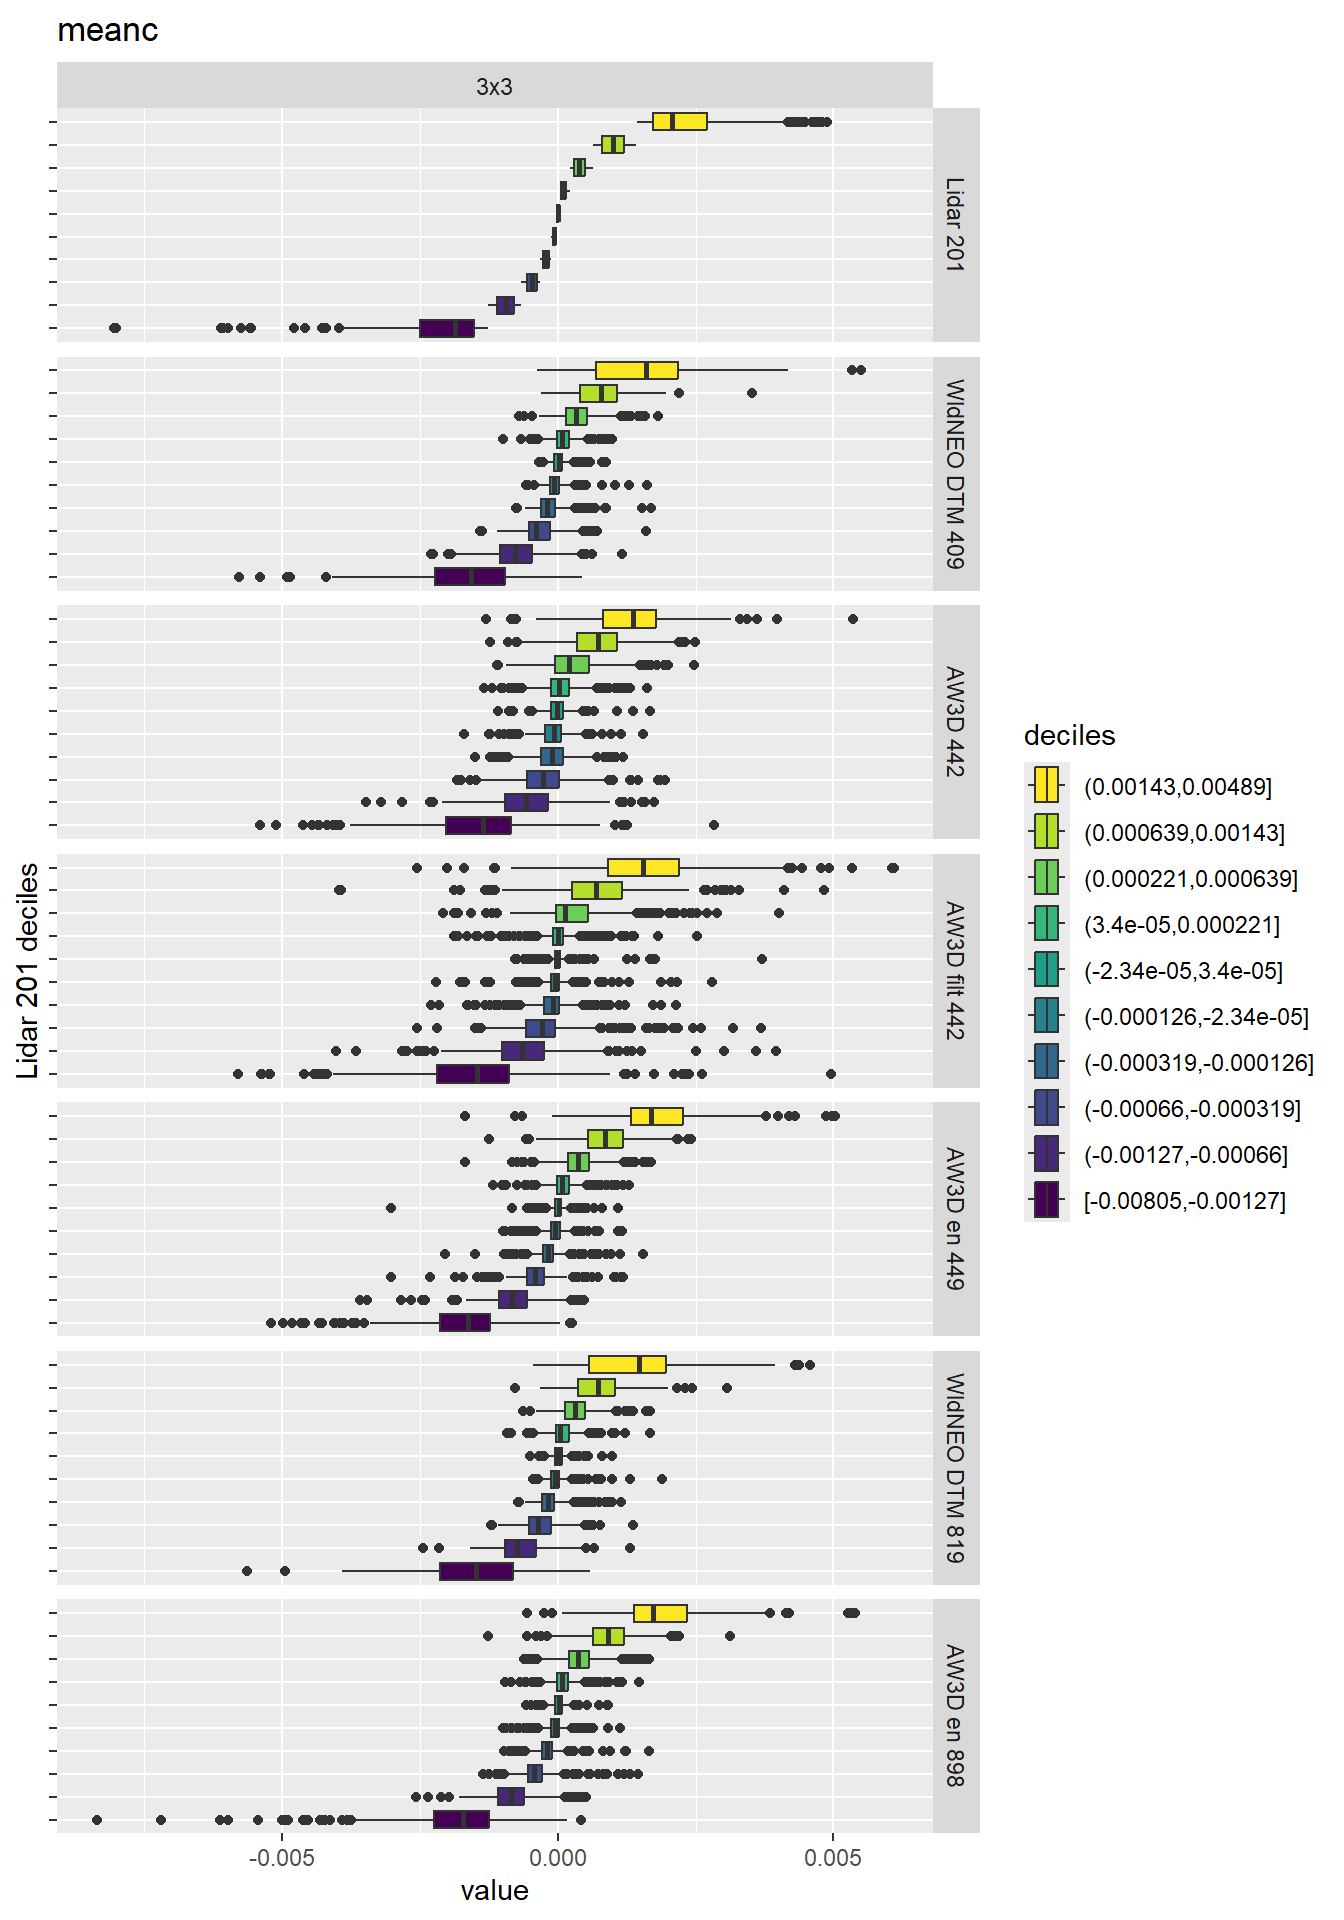 meanc
3x3
Lidar 201
WldNEO DTM 409
AW3D 442
AW3D filt 442
AW3D en 449
WldNEO DTM 819
AW3D en 898
Lidar 201 deciles
-0.005
0.000
0.005
value
deciles
(0.00143,0.00489]
(0.000639,0.00143]
(0.000221,0.000639]
(3.4e-05,0.000221]
(-2.34e-05,3.4e-05]
(-0.000126,-2.34e-05]
(-0.000319,-0.000126]
(-0.00066,-0.000319]
(-0.00127,-0.00066]
[-0.00805,-0.00127]